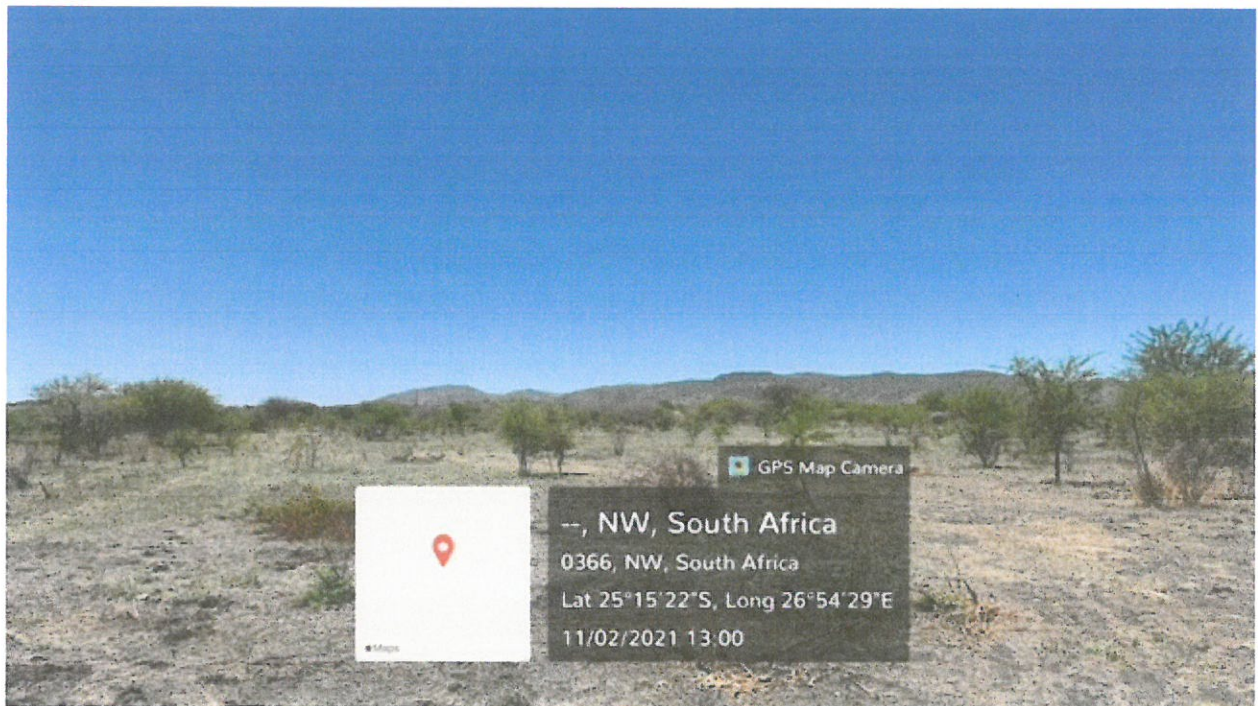 GPS Map Camera
--, NW, South Africa
0366, NW, South Africa
Lat 25°15'22"S, Long 26°54'29"E
11/02/2021 13:00
Maps